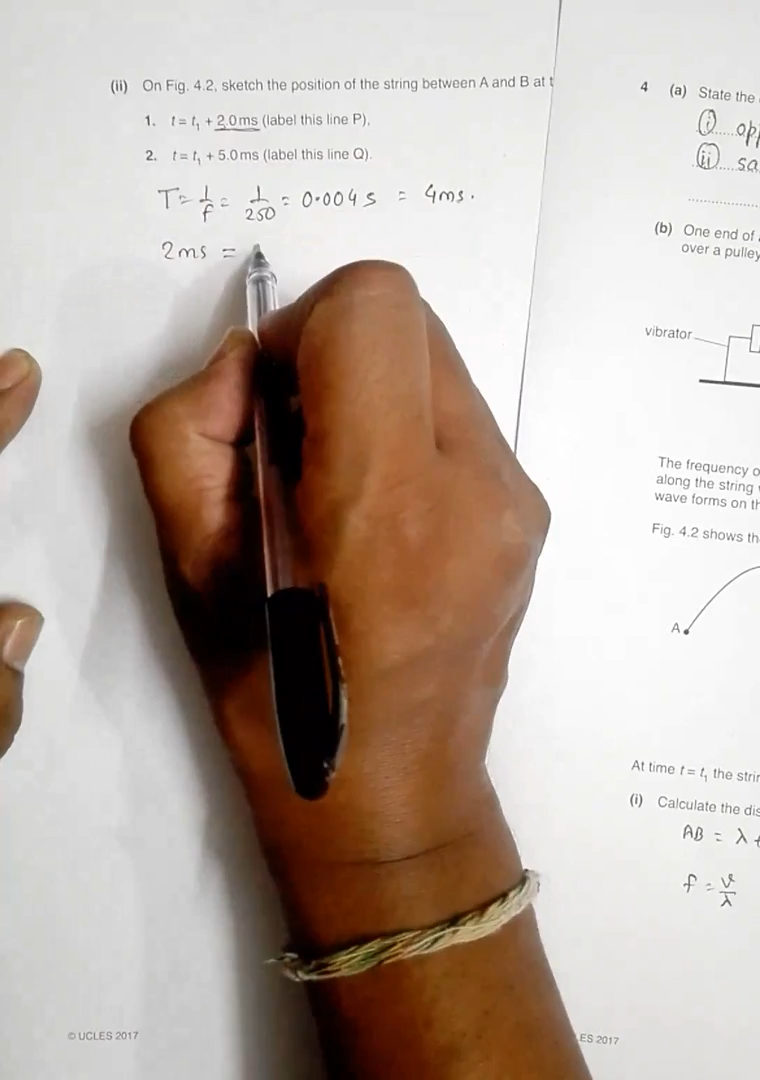 (ii) On Fig. 4.2, sketch the position of the string between A and B at t
1. t = t₁ + 2.0 ms (label this line P),
2. t = t₁ + 5.0 ms (label this line Q).
T = 1/f = 1/250 = 0.004 s = 4ms.
2ms =
© UCLES 2017
4 (a) State the
(i) opp
(ii) sa
(b) One end of
over a pulley
vibrator
The frequency o
along the string
wave forms on th
Fig. 4.2 shows th
A
At time t = t₁ the strin
(i) Calculate the dis
AB = λ +
f = v/λ
LES 2017